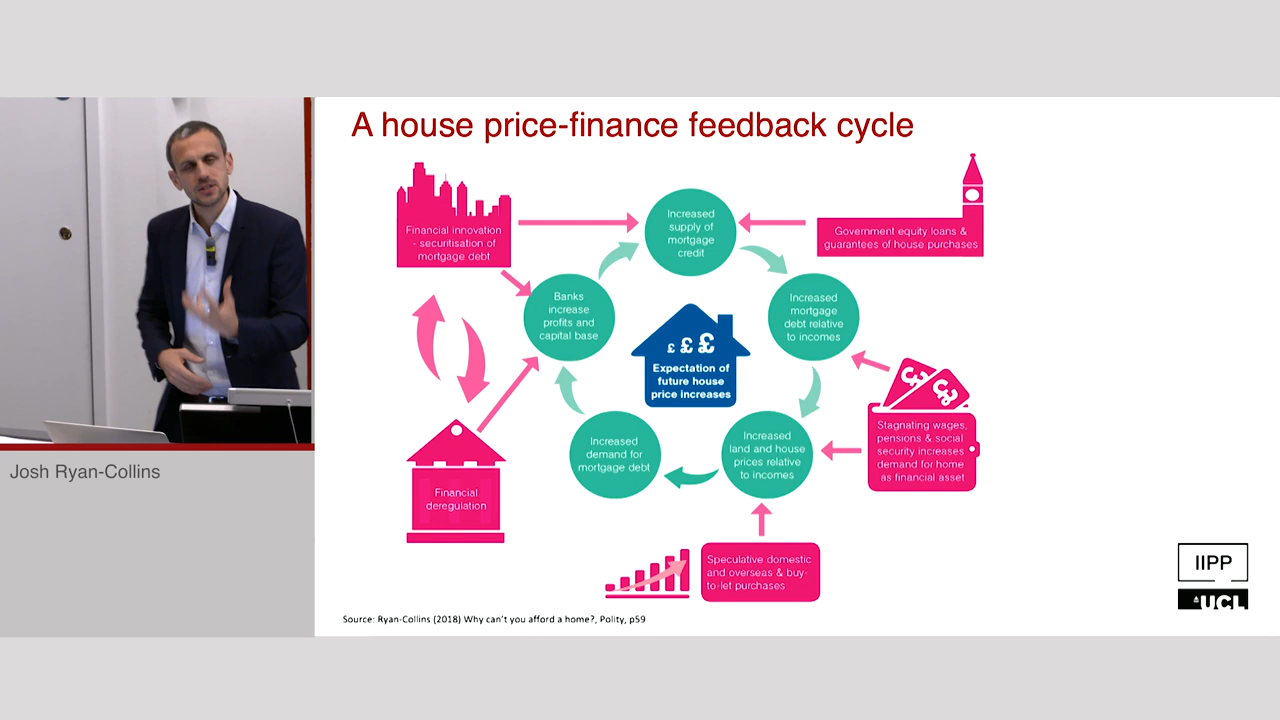 A house price-finance feedback cycle
Financial innovation
- securitisation of
mortgage debt
Increased
supply of
mortgage
credit
Government equity loans &
guarantees of house purchases
Banks
increase
profits and
capital base
Increased
mortgage
debt relative
to incomes
£ £ £
Expectation of
future house
price increases
££
Stagnating wages,
pensions & social
security increases
demand for home
as financial asset
Increased
demand for
mortgage debt
Increased
land and house
prices relative
to incomes
Financial
deregulation
Speculative domestic
and overseas & buy-
to-let purchases
Josh Ryan-Collins
IIPP
UCL
Source: Ryan-Collins (2018) Why can't you afford a home?, Polity, p59